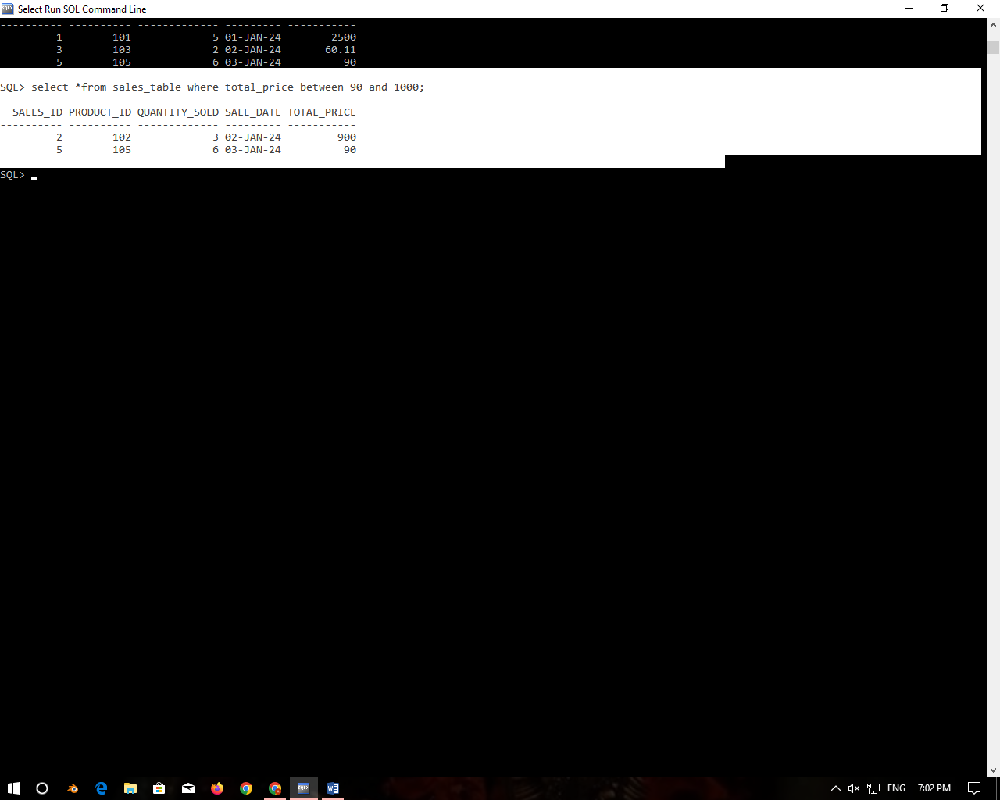 Select Run SQL Command Line
---------- ---------- ------------- --------- -----------
         1        101             5 01-JAN-24        2500
         3        103             2 02-JAN-24       60.11
         5        105             6 03-JAN-24          90
SQL> select *from sales_table where total_price between 90 and 1000;
  SALES_ID PRODUCT_ID QUANTITY_SOLD SALE_DATE TOTAL_PRICE
---------- ---------- ------------- --------- -----------
         2        102             3 02-JAN-24         900
         5        105             6 03-JAN-24          90
SQL>
ENG 7:02 PM